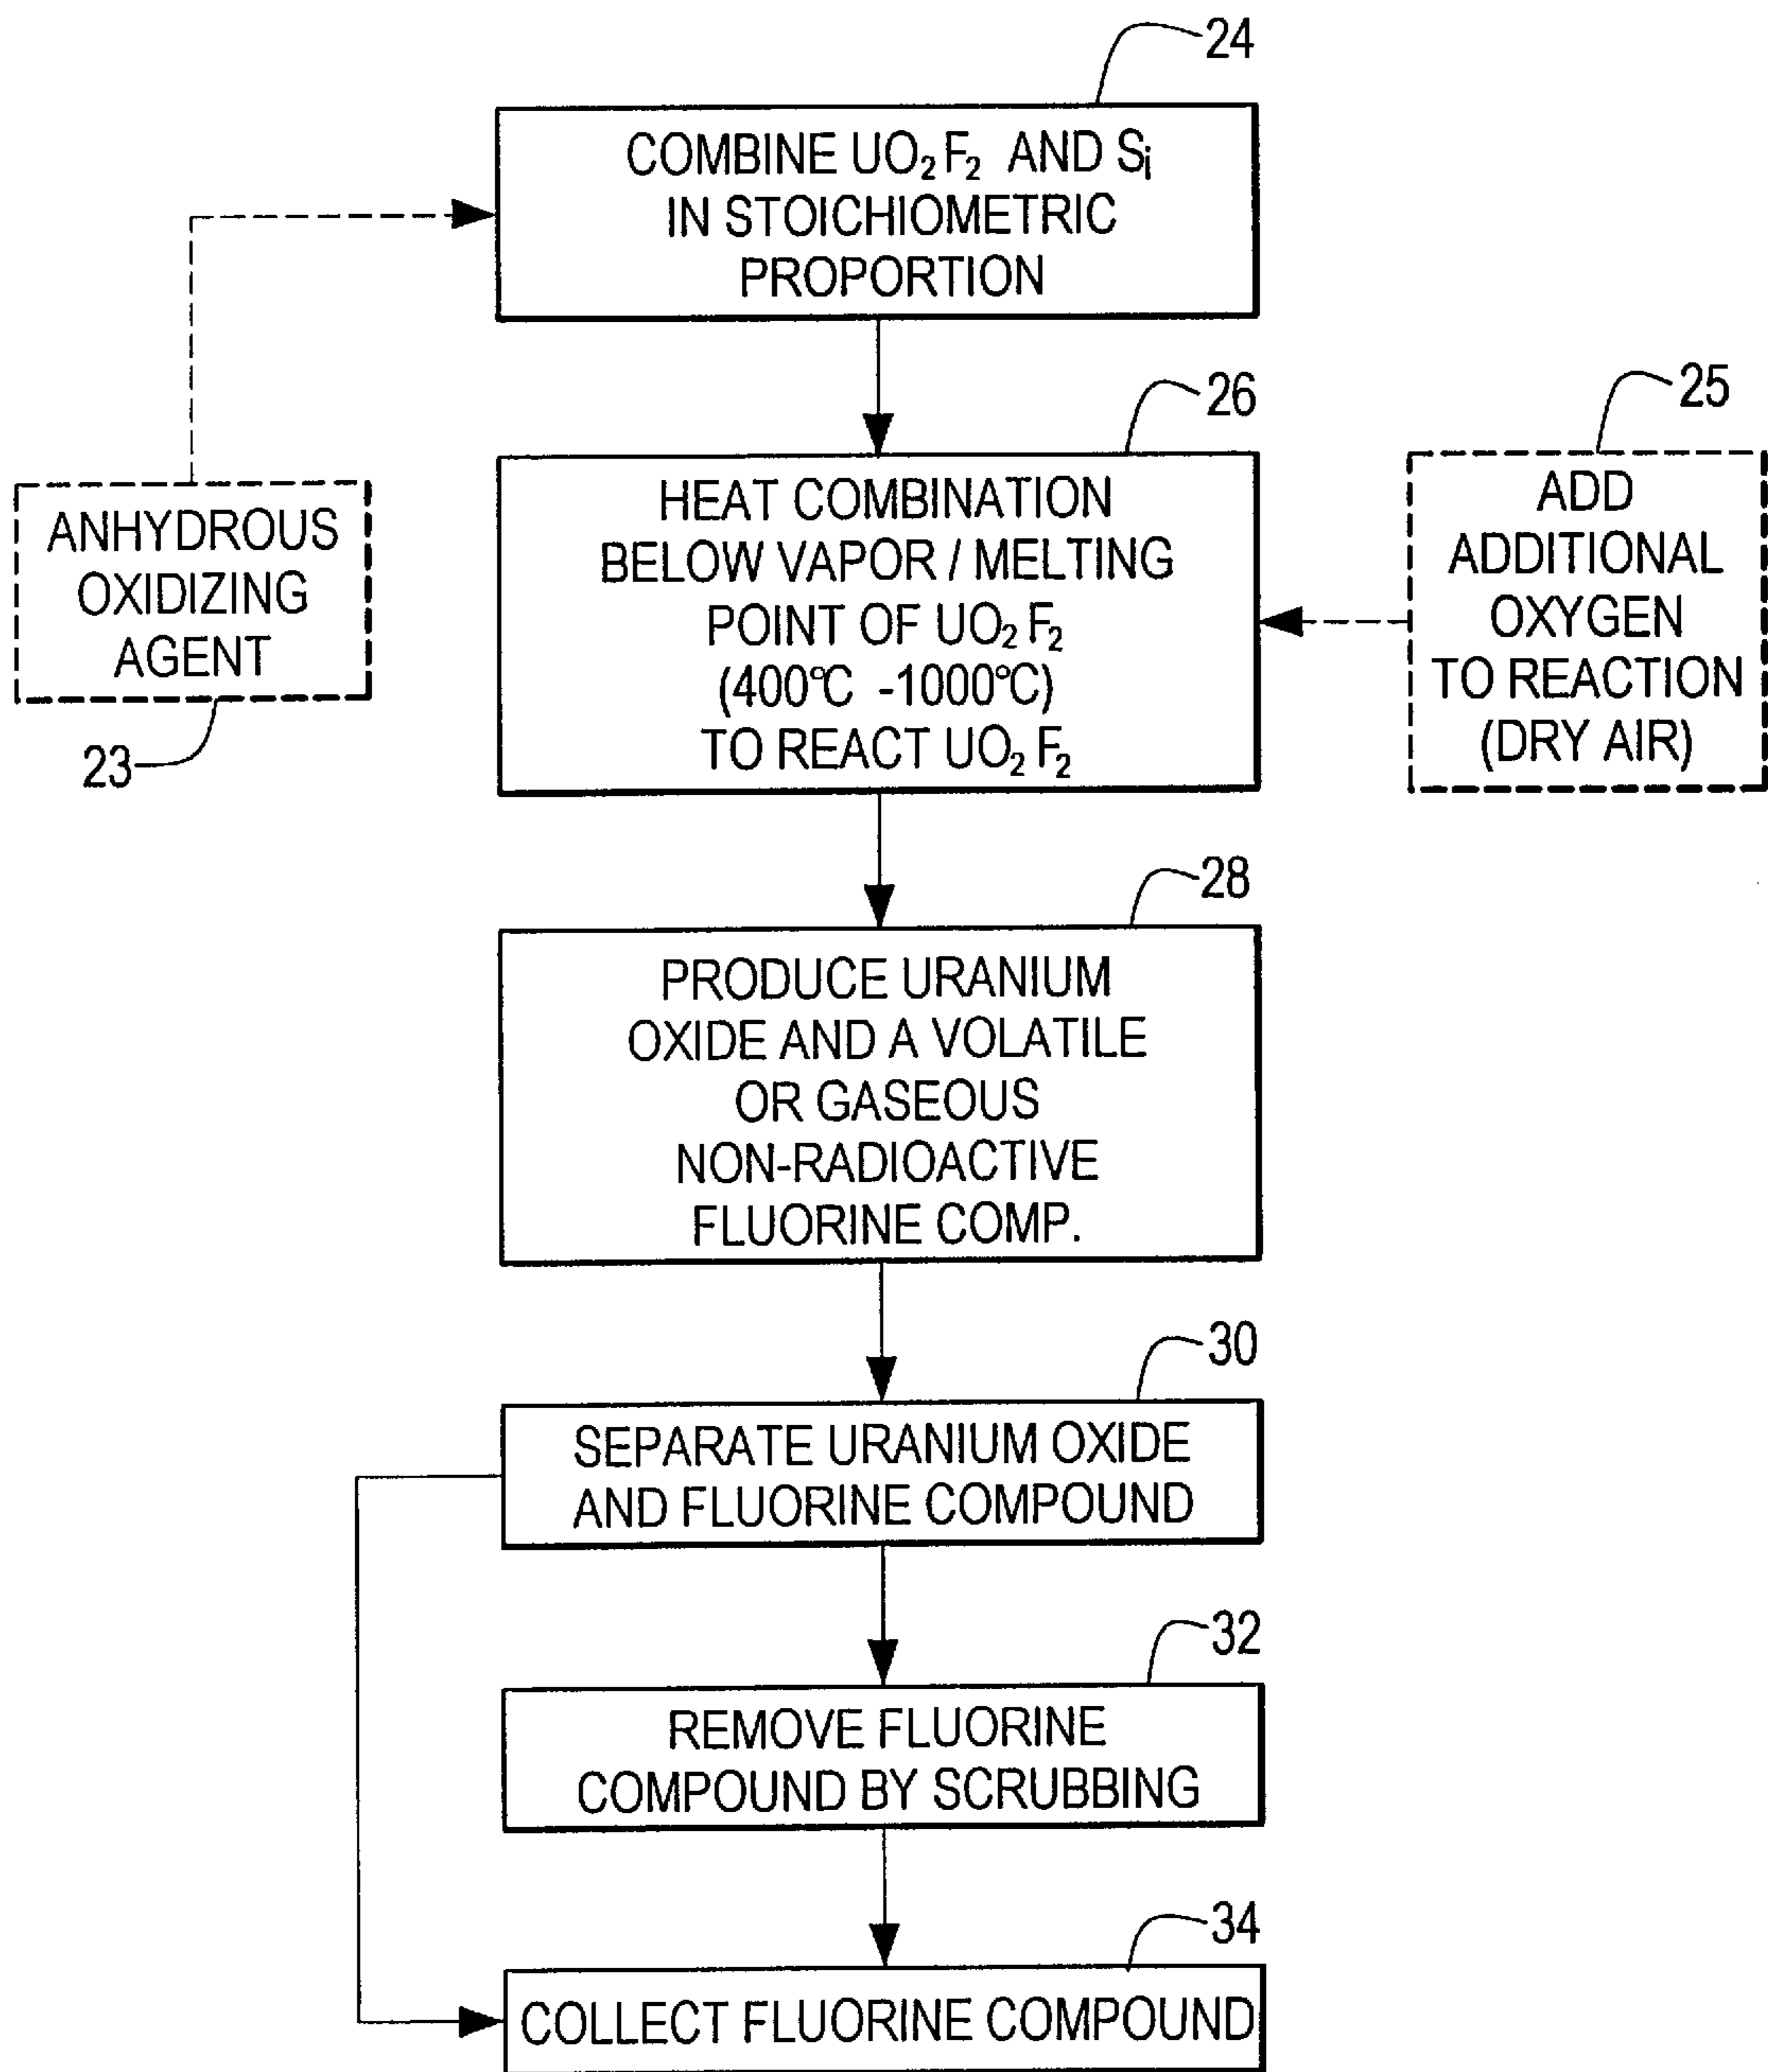 24
COMBINE UO₂F₂ AND Sᵢ
IN STOICHIOMETRIC
PROPORTION
26
HEAT COMBINATION
BELOW VAPOR / MELTING
POINT OF UO₂F₂
(400°C -1000°C)
TO REACT UO₂F₂
25
ADD
ADDITIONAL
OXYGEN
TO REACTION
(DRY AIR)
ANHYDROUS
OXIDIZING
AGENT
23
28
PRODUCE URANIUM
OXIDE AND A VOLATILE
OR GASEOUS
NON-RADIOACTIVE
FLUORINE COMP.
30
SEPARATE URANIUM OXIDE
AND FLUORINE COMPOUND
32
REMOVE FLUORINE
COMPOUND BY SCRUBBING
34
COLLECT FLUORINE COMPOUND